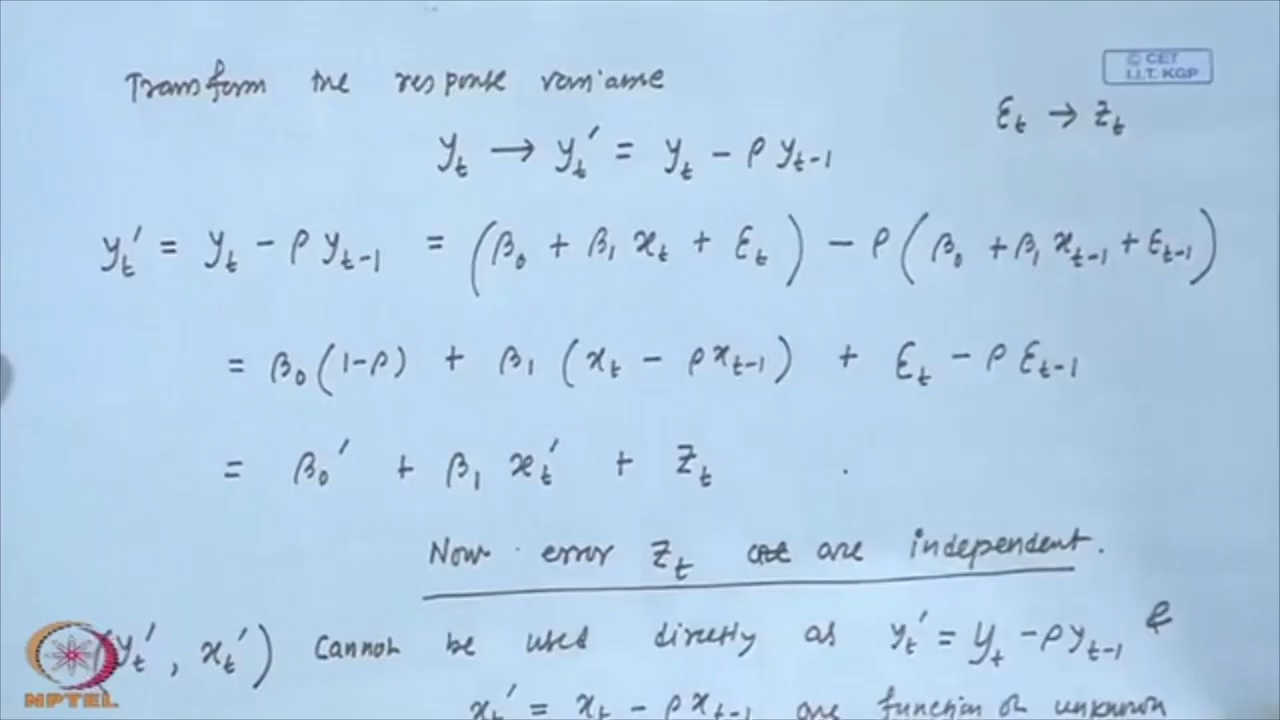 Transform the response variable
© CET
I.I.T. KGP
εt → Zt
yt → yt′ = yt − ρ yt−1
yt′ = yt − ρ yt−1 = (β0 + β1 xt + εt) − ρ(β0 + β1 xt−1 + εt−1)
= β0(1−ρ) + β1 (xt − ρxt−1) + εt − ρ εt−1
= β0′ + β1 xt′ + Zt
Now error Zt are independent.
(yt′, xt′) Cannot be used directly as yt′ = yt − ρyt−1 &
xt′ = xt − ρxt−1 are function of unknown
NPTEL